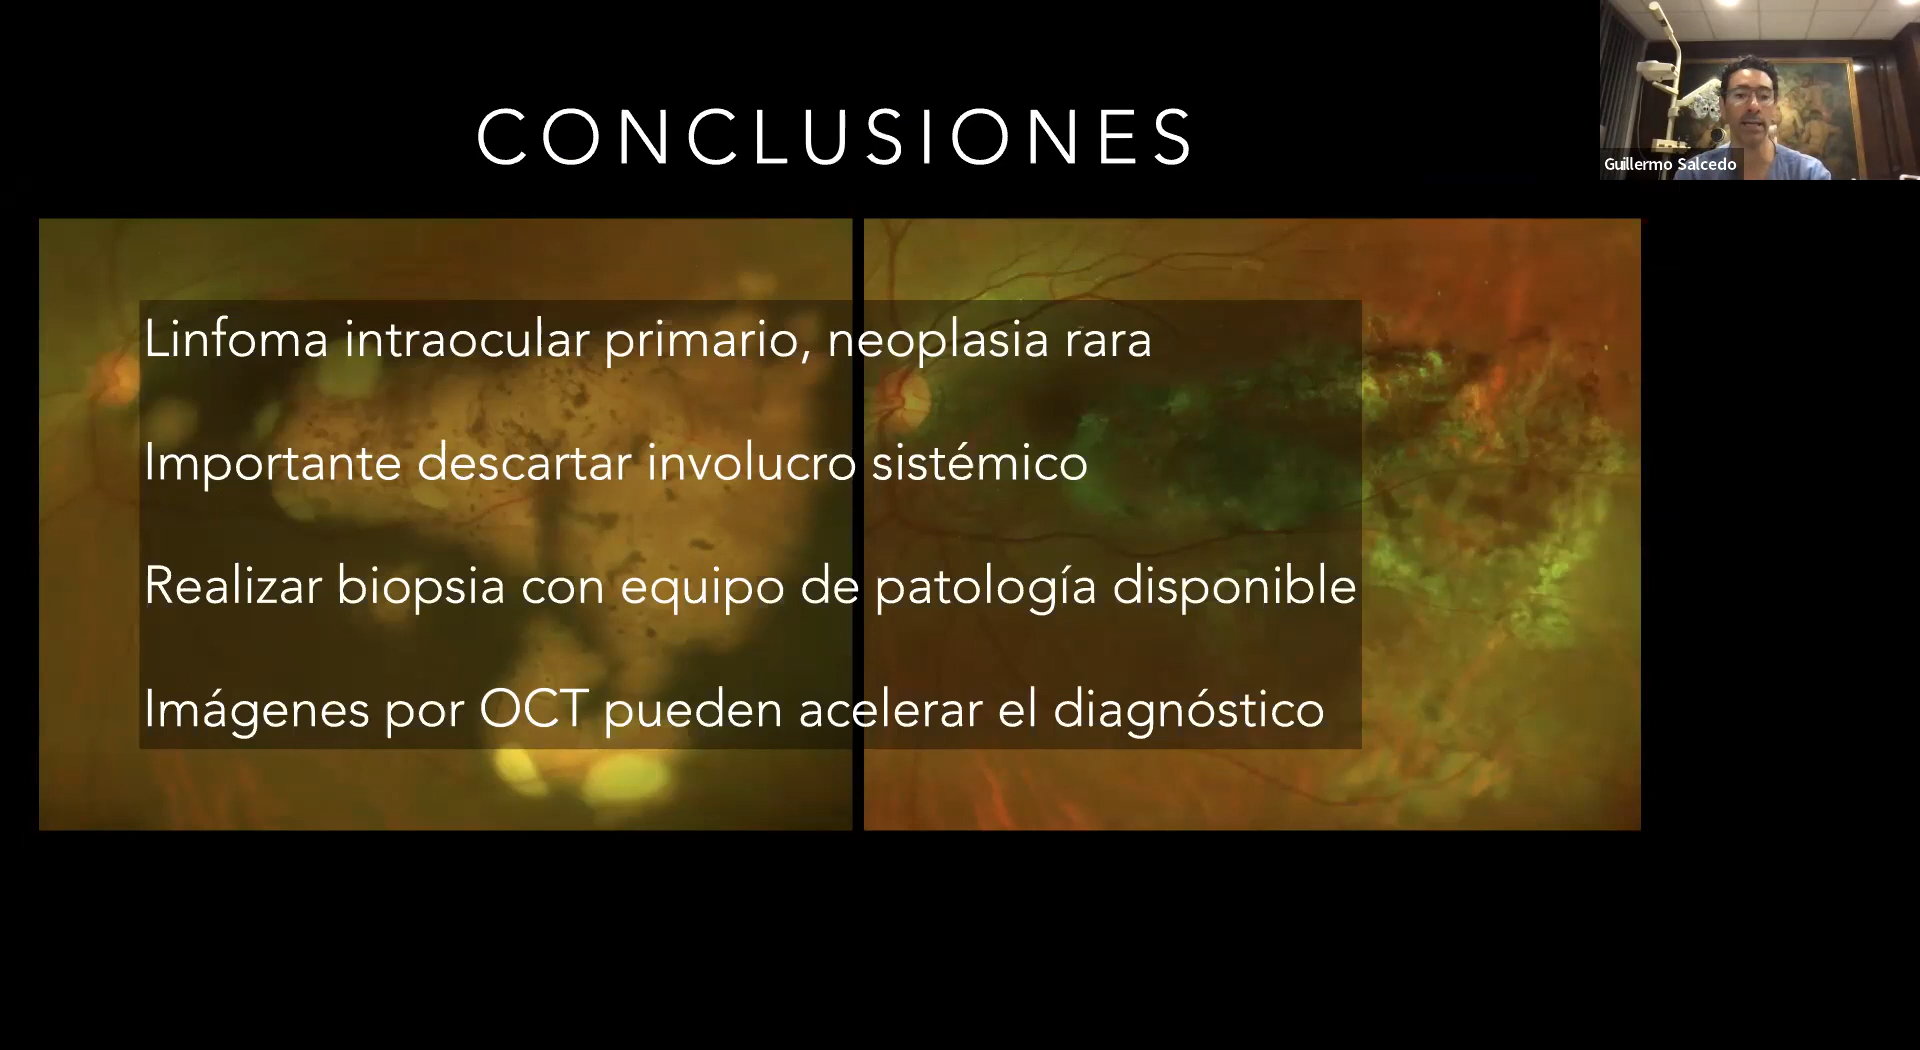 CONCLUSIONES
Guillermo Salcedo
Linfoma intraocular primario, neoplasia rara
Importante descartar involucro sistémico
Realizar biopsia con equipo de patología disponible
Imágenes por OCT pueden acelerar el diagnóstico